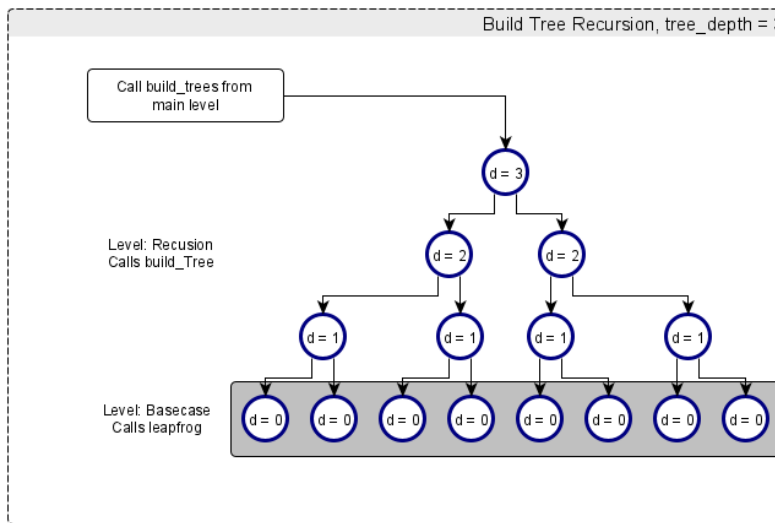 Build Tree Recursion, tree_depth = 3
Call build_trees from
main level
d = 3
Level: Recusion
Calls build_Tree
d = 2
d = 2
d = 1
d = 1
d = 1
d = 1
Level: Basecase
Calls leapfrog
d = 0
d = 0
d = 0
d = 0
d = 0
d = 0
d = 0
d = 0